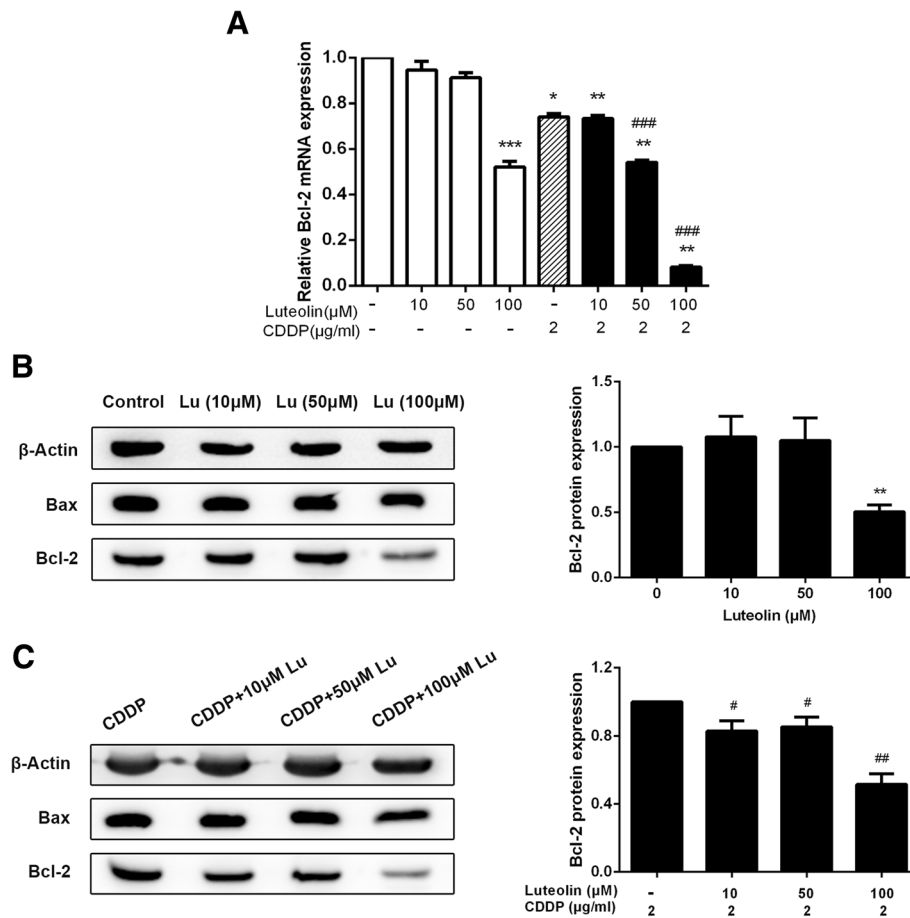 A
Relative Bcl-2 mRNA expression
1.0
0.8
0.6
0.4
0.2
0.0
***
*
**
###
**
###
**
Luteolin(μM) - 10 50 100 - 10 50 100
CDDP(μg/ml) - - - - 2 2 2 2
B
Control Lu (10μM) Lu (50μM) Lu (100μM)
β-Actin
Bax
Bcl-2
Bcl-2 protein expression
1.5
1.0
0.5
0.0
**
0 10 50 100
Luteolin (μM)
C
CDDP CDDP+10μM Lu CDDP+50μM Lu CDDP+100μM Lu
β-Actin
Bax
Bcl-2
Bcl-2 protein expression
1.2
0.8
0.4
0.0
#
#
##
Luteolin (μM) - 10 50 100
CDDP (μg/ml) 2 2 2 2